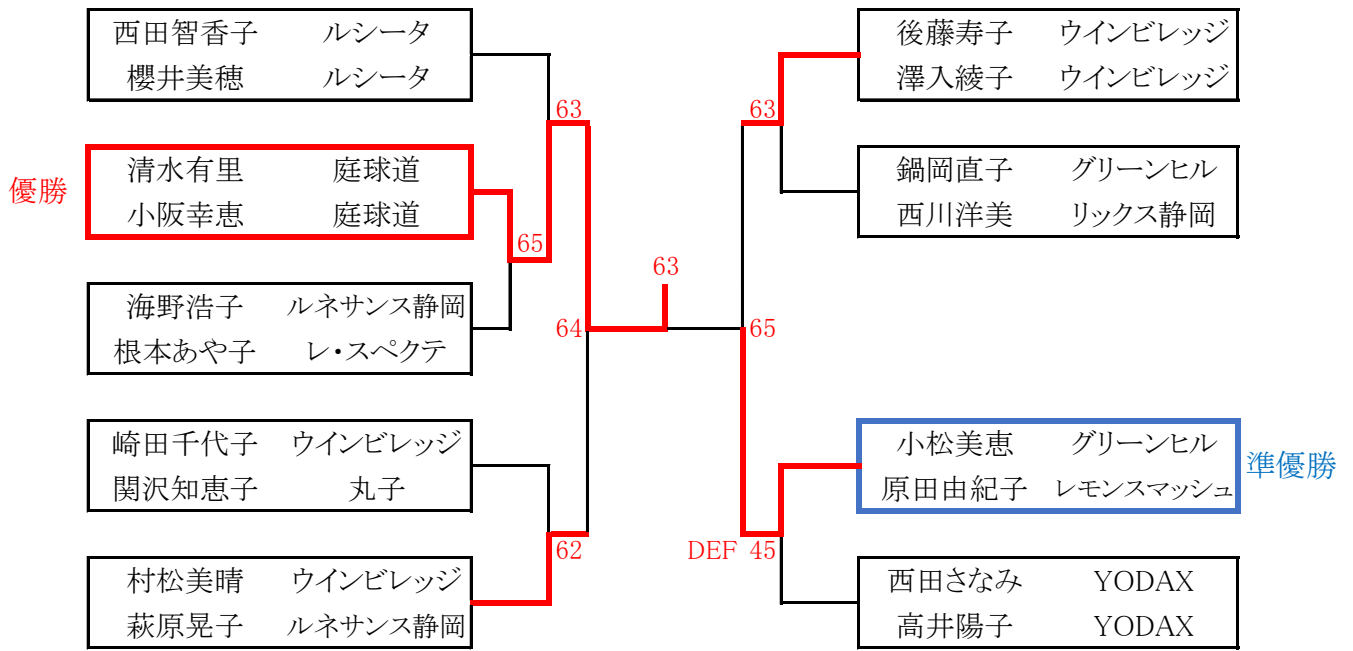 西田智香子 ルシータ
櫻井美穂 ルシータ
優勝
清水有里 庭球道
小阪幸恵 庭球道
海野浩子 ルネサンス静岡
根本あや子 レ・スペクテ
崎田千代子 ウインビレッジ
関沢知恵子 丸子
村松美晴 ウインビレッジ
萩原晃子 ルネサンス静岡
63
65
64
62
63
63
65
DEF 45
後藤寿子 ウインビレッジ
澤入綾子 ウインビレッジ
鍋岡直子 グリーンヒル
西川洋美 リックス静岡
小松美恵 グリーンヒル
原田由紀子 レモンスマッシュ
準優勝
西田さなみ YODAX
高井陽子 YODAX